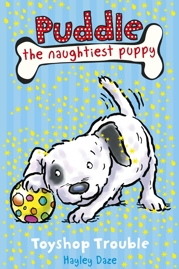 Puddle
the naughtiest puppy
Toyshop Trouble
Hayley Daze